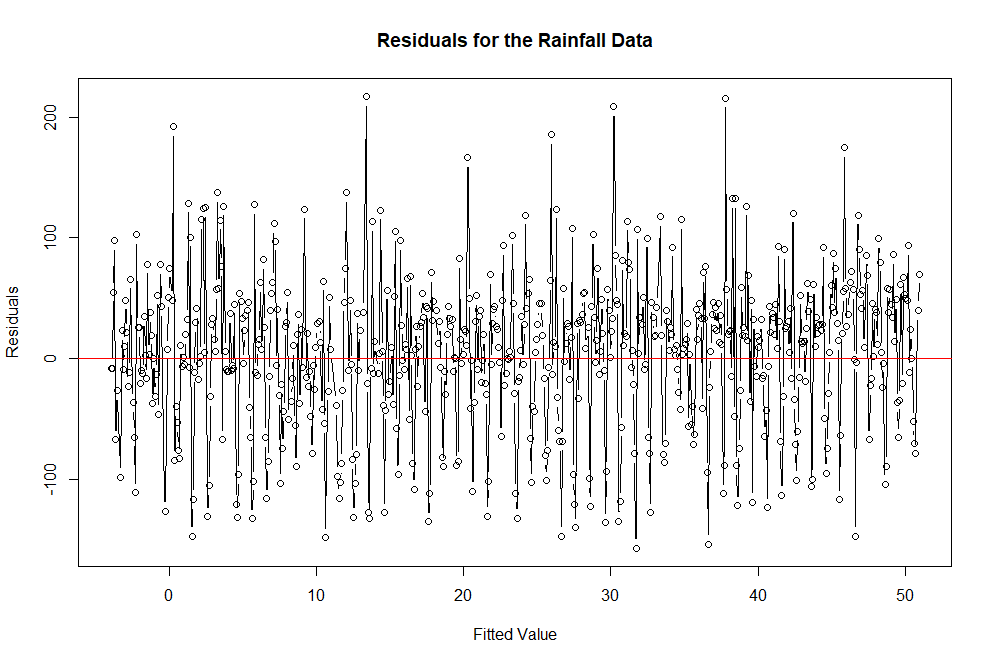 Residuals for the Rainfall Data
200
100
0
-100
Residuals
0 10 20 30 40 50
Fitted Value